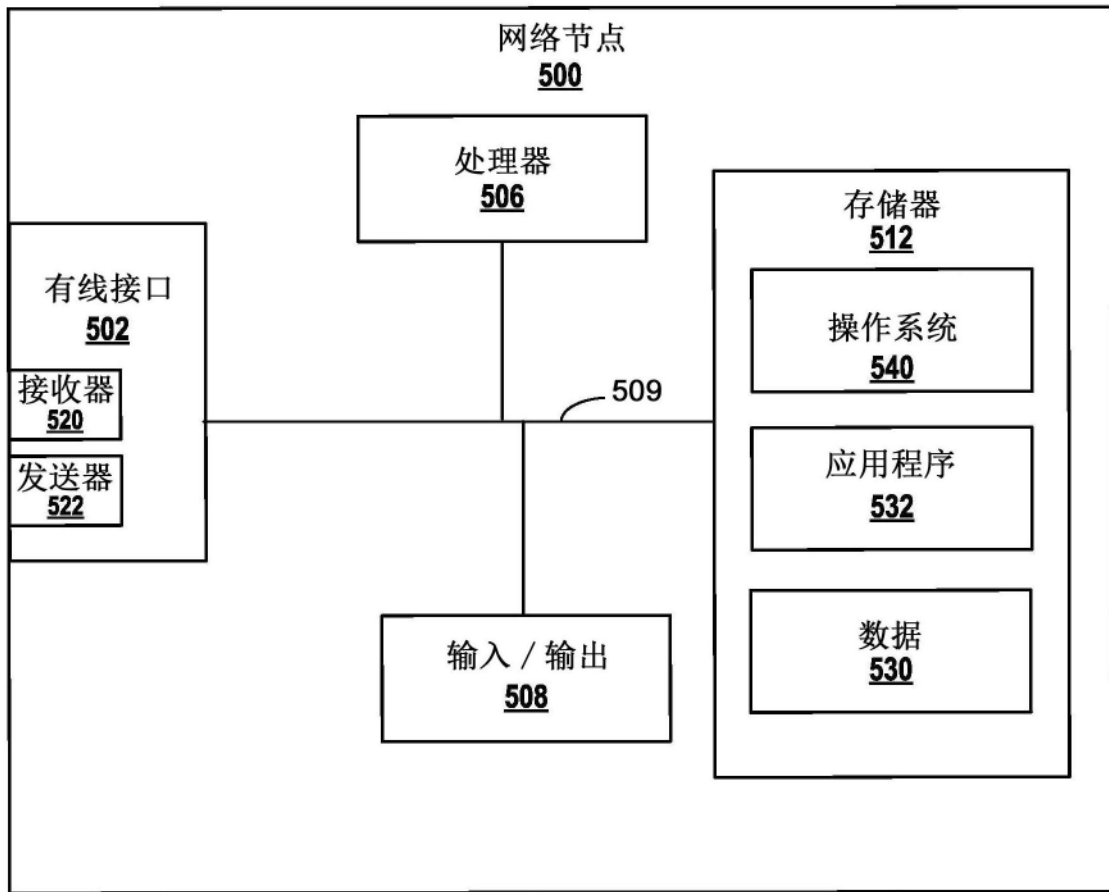 网络节点
500
处理器
506
存储器
512
有线接口
502
操作系统
540
接收器
520
509
应用程序
532
发送器
522
输入／输出
508
数据
530